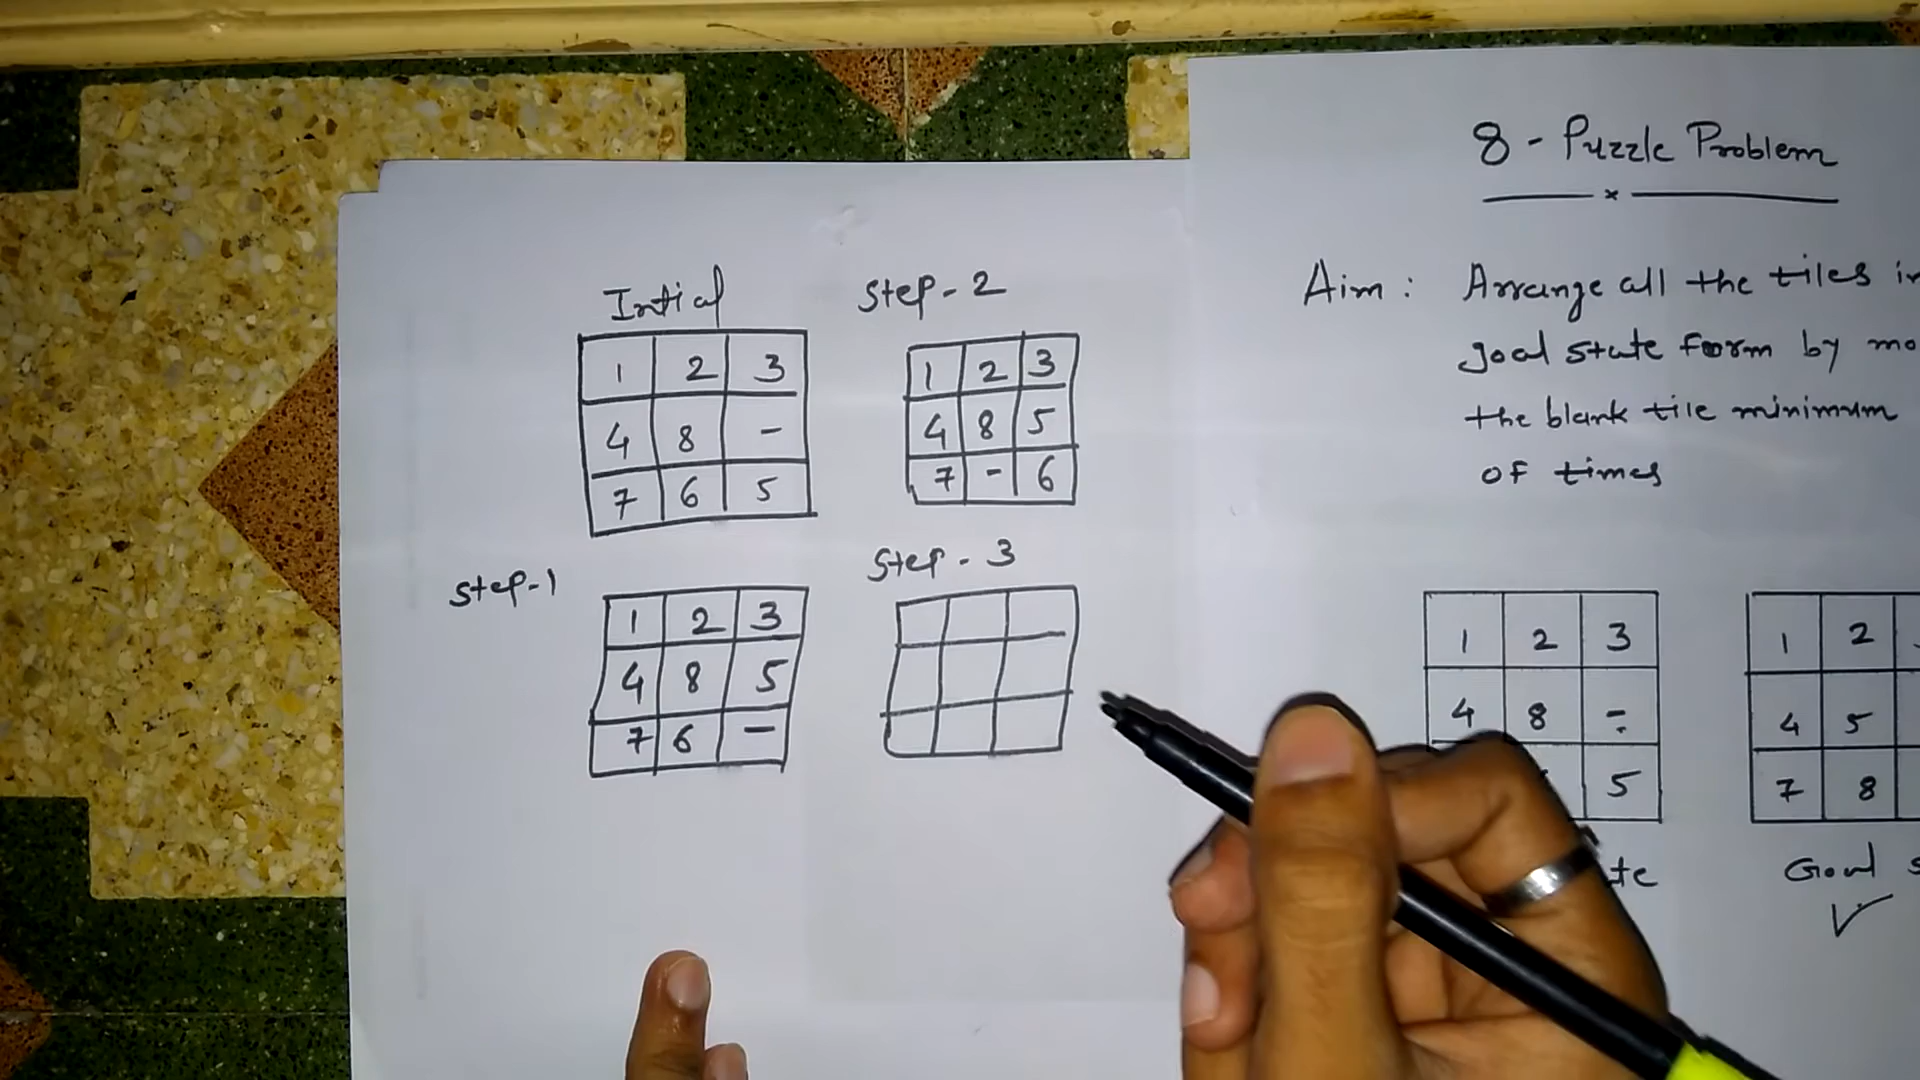 8 - Puzzle Problem
Aim : Arrange all the tiles in
goal state form by mo
the blank tile minimum
of times
Intial
1 2 3
4 8 -
7 6 5
Step-1
1 2 3
4 8 5
7 6 -
Step-2
1 2 3
4 8 5
7 - 6
Step-3
1 2 3
4 8 -
5
te
1 2
4 5
7 8
Goal s